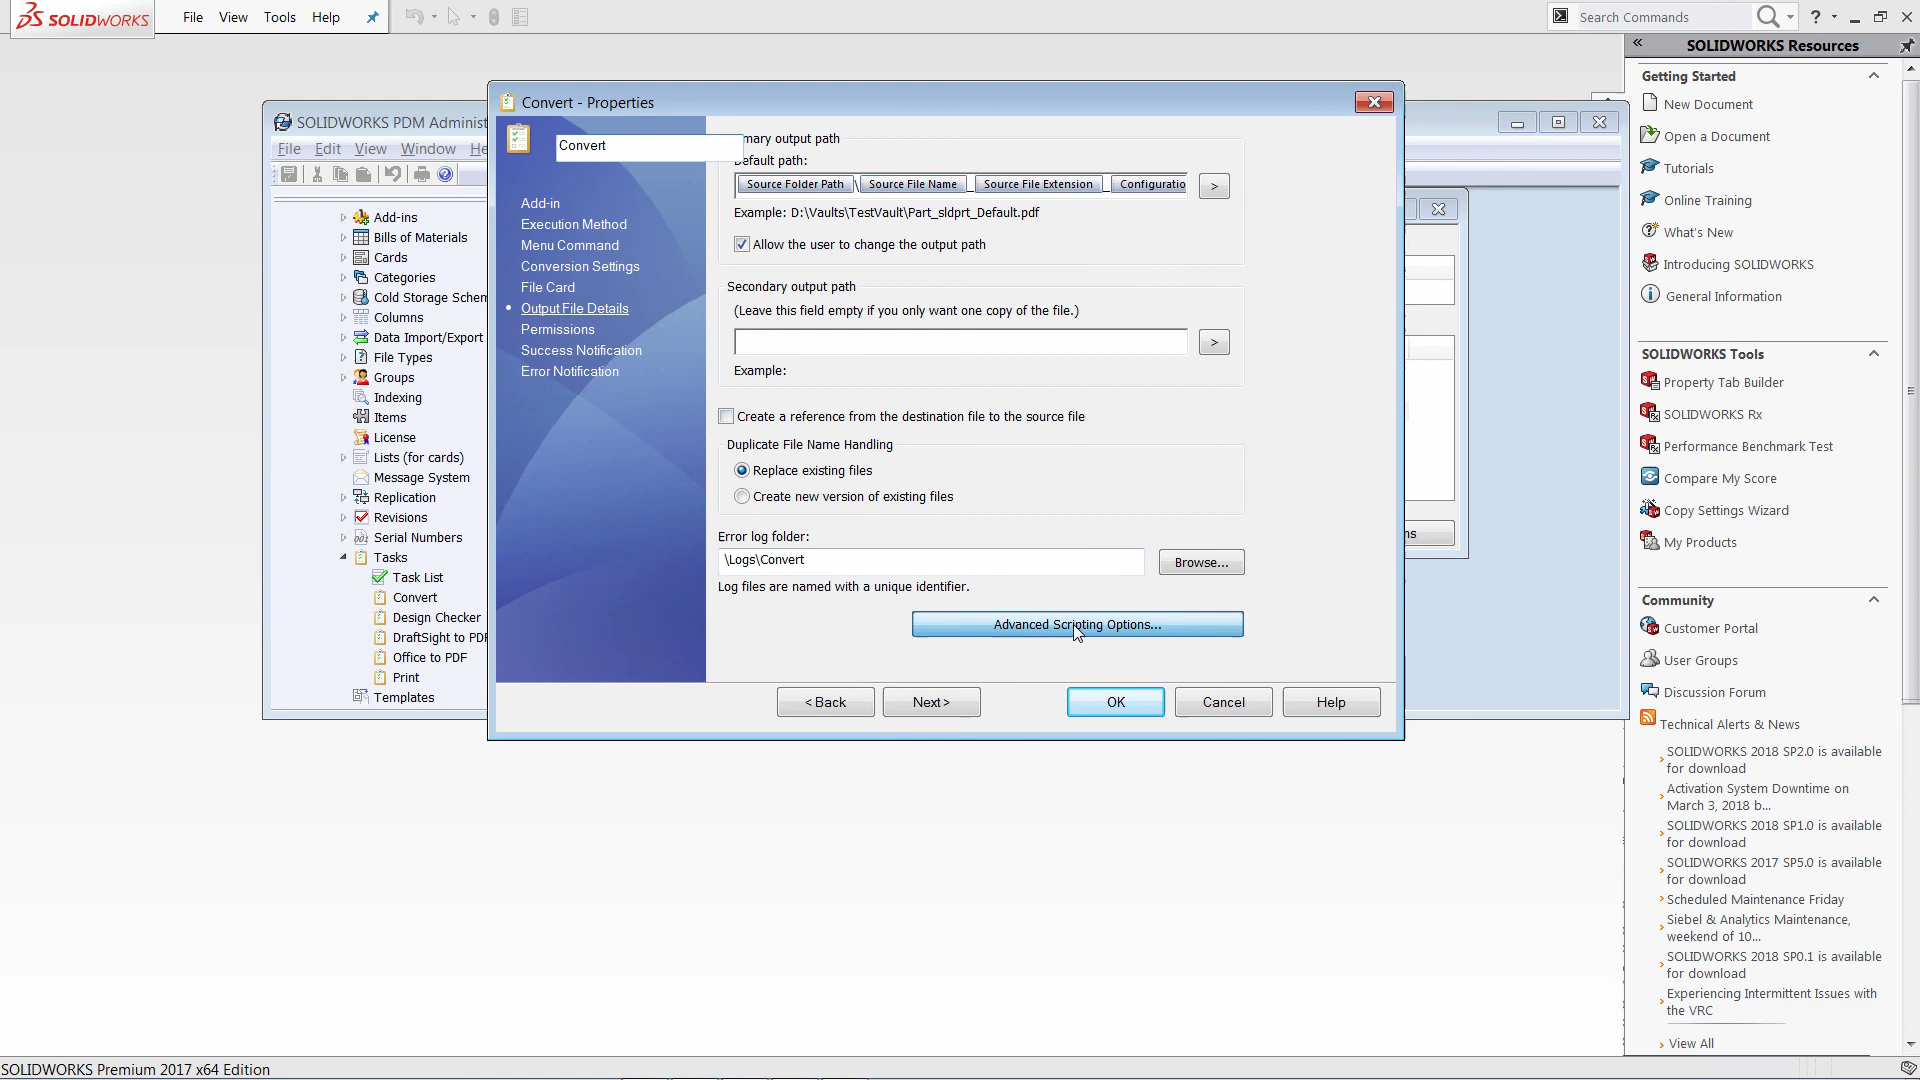 SOLIDWORKS
File View Tools Help
Search Commands
?
SOLIDWORKS Resources
Getting Started
New Document
Open a Document
Tutorials
Online Training
What's New
Introducing SOLIDWORKS
General Information
SOLIDWORKS Tools
Property Tab Builder
SOLIDWORKS Rx
Performance Benchmark Test
Compare My Score
Copy Settings Wizard
My Products
Community
Customer Portal
User Groups
Discussion Forum
Technical Alerts & News
SOLIDWORKS 2018 SP2.0 is available
for download
Activation System Downtime on
March 3, 2018 b...
SOLIDWORKS 2018 SP1.0 is available
for download
SOLIDWORKS 2017 SP5.0 is available
for download
Scheduled Maintenance Friday
Siebel & Analytics Maintenance,
weekend of 10...
SOLIDWORKS 2018 SP0.1 is available
for download
Experiencing Intermittent Issues with
the VRC
View All
SOLIDWORKS PDM Administ
File Edit View Window He
Add-ins
Bills of Materials
Cards
Categories
Cold Storage Schem
Columns
Data Import/Export
File Types
Groups
Indexing
Items
License
Lists (for cards)
Message System
Replication
Revisions
Serial Numbers
Tasks
Task List
Convert
Design Checker
DraftSight to PDF
Office to PDF
Print
Templates
Convert - Properties
Convert
Add-in
Execution Method
Menu Command
Conversion Settings
File Card
Output File Details
Permissions
Success Notification
Error Notification
mary output path
Default path:
Source Folder Path \ Source File Name _ Source File Extension _ Configuratio
>
Example: D:\Vaults\TestVault\Part_sldprt_Default.pdf
Allow the user to change the output path
Secondary output path
(Leave this field empty if you only want one copy of the file.)
>
Example:
Create a reference from the destination file to the source file
Duplicate File Name Handling
Replace existing files
Create new version of existing files
Error log folder:
\Logs\Convert
Browse...
Log files are named with a unique identifier.
Advanced Scripting Options...
< Back Next > OK Cancel Help
ns
SOLIDWORKS Premium 2017 x64 Edition